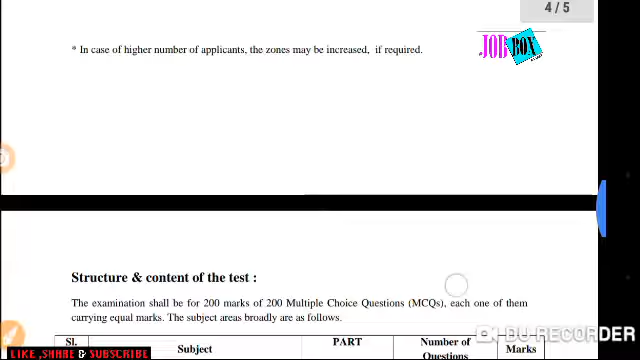 4 / 5
* In case of higher number of applicants, the zones may be increased, if required.
JOB BOX
Structure & content of the test :
The examination shall be for 200 marks of 200 Multiple Choice Questions (MCQs), each one of them
carrying equal marks. The subject areas broadly are as follows.
DU RECORDER
Sl. Subject PART Number of Questions Marks
LIKE ,SHARE & SUBSCRIBE